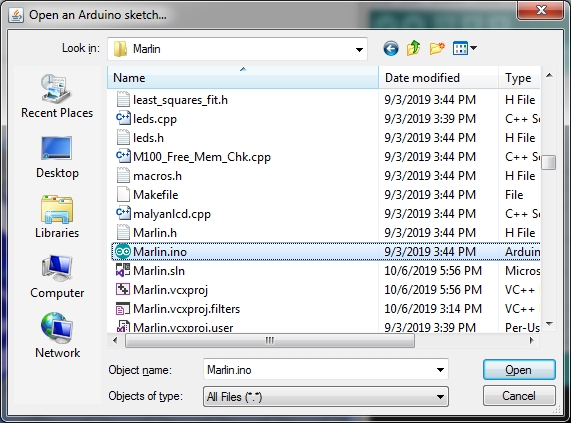 Open an Arduino sketch...
Look in: Marlin
Recent Places
Desktop
Libraries
Computer
Network
Name Date modified Type
least_squares_fit.h 9/3/2019 3:44 PM H File
leds.cpp 9/3/2019 3:39 PM C++ S
leds.h 9/3/2019 3:44 PM H File
M100_Free_Mem_Chk.cpp 9/3/2019 3:44 PM C++ S
macros.h 9/3/2019 3:44 PM H File
Makefile 9/3/2019 3:44 PM File
malyanlcd.cpp 9/3/2019 3:44 PM C++ S
Marlin.h 9/3/2019 3:44 PM H File
Marlin.ino 9/3/2019 3:44 PM Arduin
Marlin.sln 10/6/2019 5:56 PM Micros
Marlin.vcxproj 10/6/2019 5:56 PM VC++
Marlin.vcxproj.filters 10/6/2019 3:14 PM VC++
Marlin.vcxproj.user 9/3/2019 3:39 PM Per-Us
Object name: Marlin.ino Open
Objects of type: All Files (*.*) Cancel